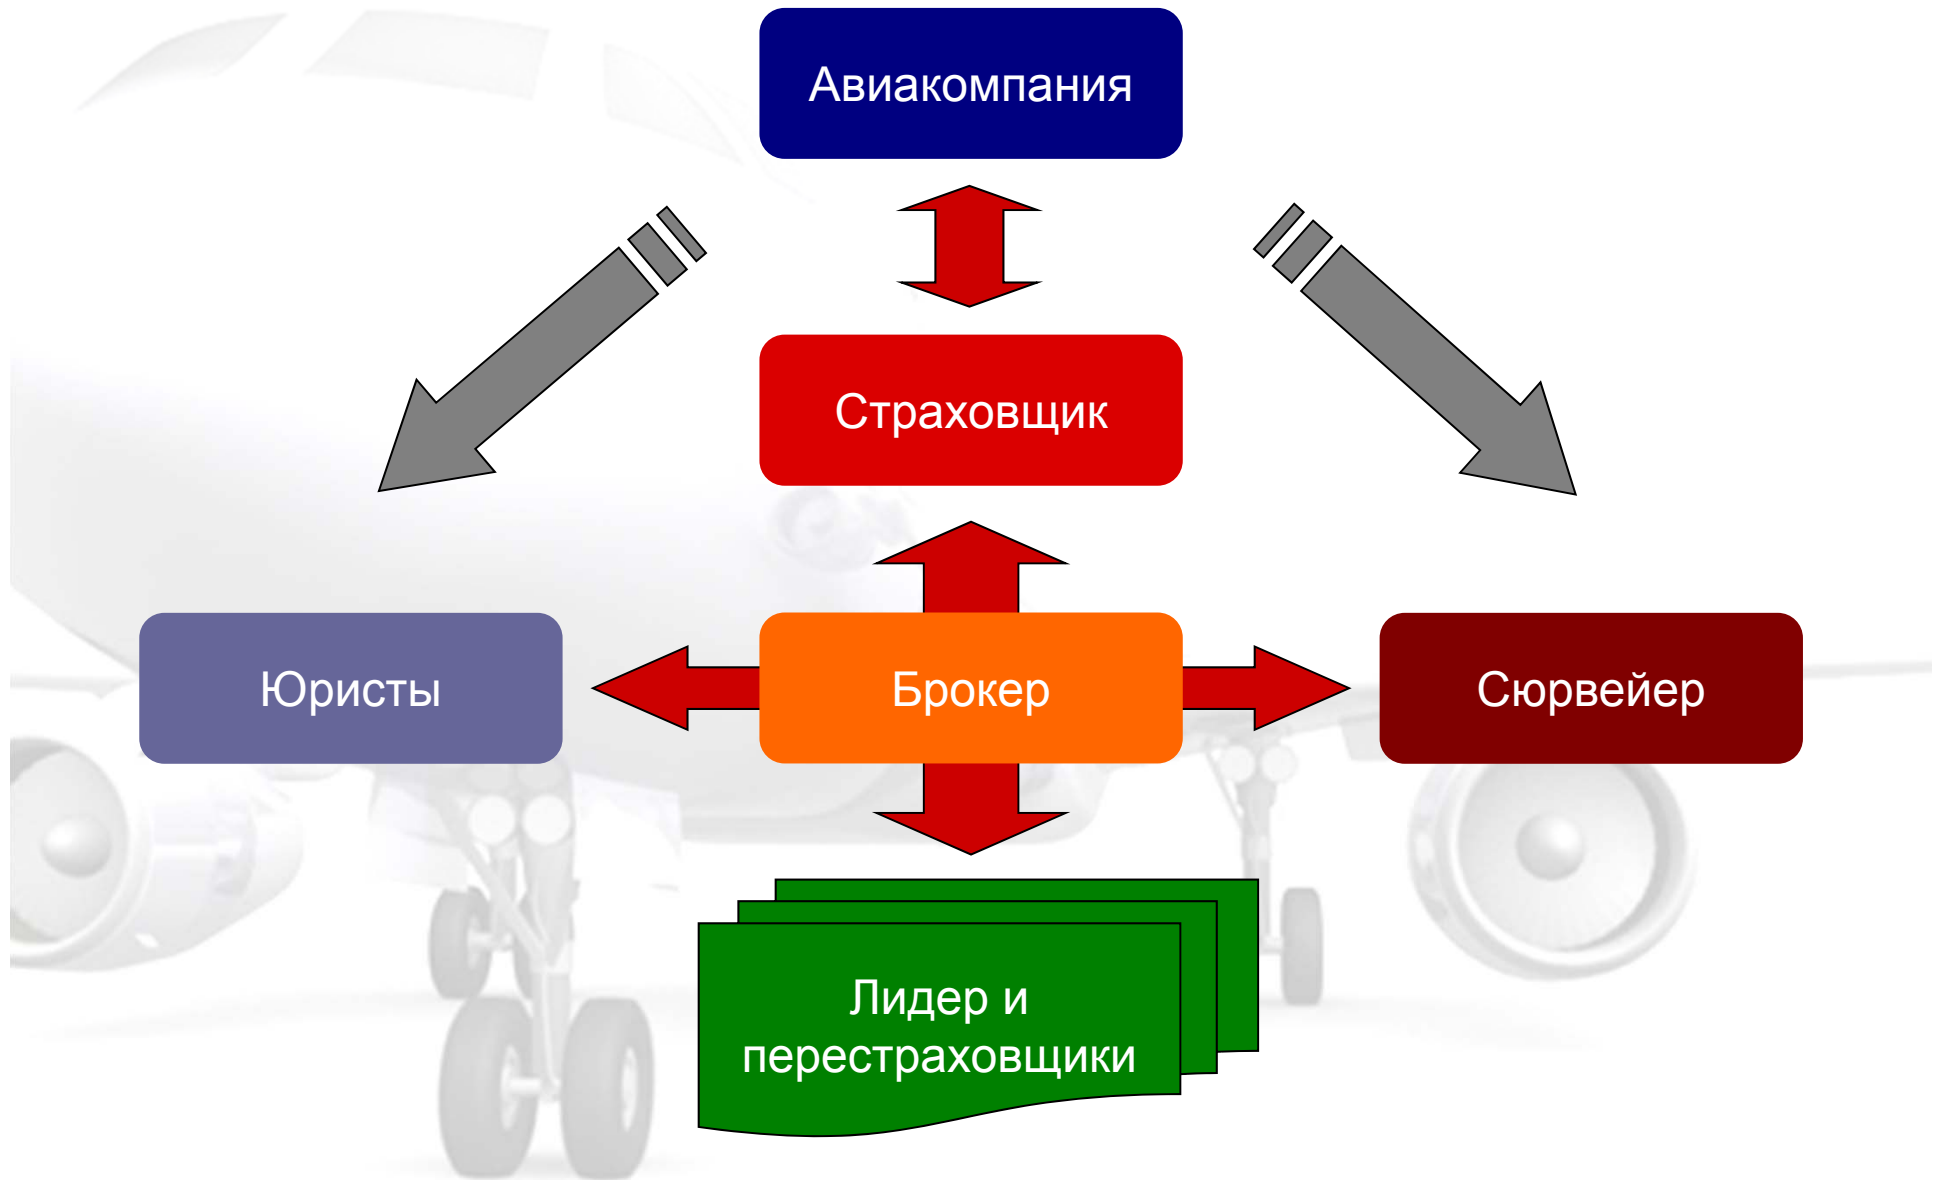 Авиакомпания
Страховщик
Юристы
Брокер
Сюрвейер
Лидер и
перестраховщики